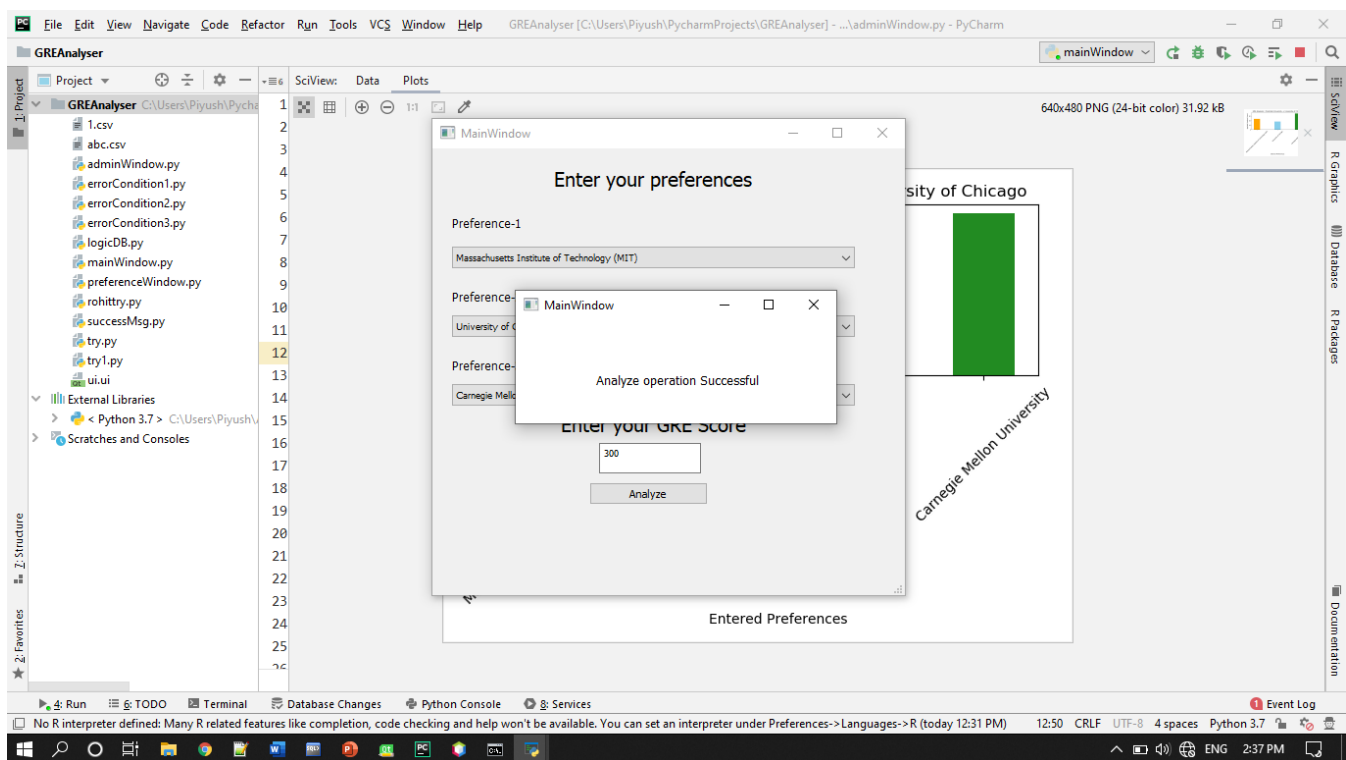 File Edit View Navigate Code Refactor Run Tools VCS Window Help GREAnalyser [C:\Users\Piyush\PycharmProjects\GREAnalyser] - ...\adminWindow.py - PyCharm
GREAnalyser
mainWindow
Project
SciView: Data Plots
1: Project
GREAnalyser C:\Users\Piyush\Pycha
1.csv
abc.csv
adminWindow.py
errorCondition1.py
errorCondition2.py
errorCondition3.py
logicDB.py
mainWindow.py
preferenceWindow.py
rohittry.py
successMsg.py
try.py
try1.py
ui.ui
External Libraries
< Python 3.7 > C:\Users\Piyush\
Scratches and Consoles
7: Structure
2: Favorites
1
2
3
4
5
6
7
8
9
10
11
12
13
14
15
16
17
18
19
20
21
22
23
24
25
26
1:1
640x480 PNG (24-bit color) 31.92 kB
MainWindow
Enter your preferences
Preference-1
Massachusetts Institute of Technology (MIT)
Preference-
University of
Preference-
Carnegie Mello
MainWindow
Analyze operation Successful
Enter your GRE Score
300
Analyze
sity of Chicago
Carnegie Mellon University
M
Entered Preferences
SciView
R Graphics
Database
R Packages
Documentation
4: Run 6: TODO Terminal Database Changes Python Console 8: Services
1 Event Log
No R interpreter defined: Many R related features like completion, code checking and help won't be available. You can set an interpreter under Preferences->Languages->R (today 12:31 PM) 12:50 CRLF UTF-8 4 spaces Python 3.7
ENG 2:37 PM